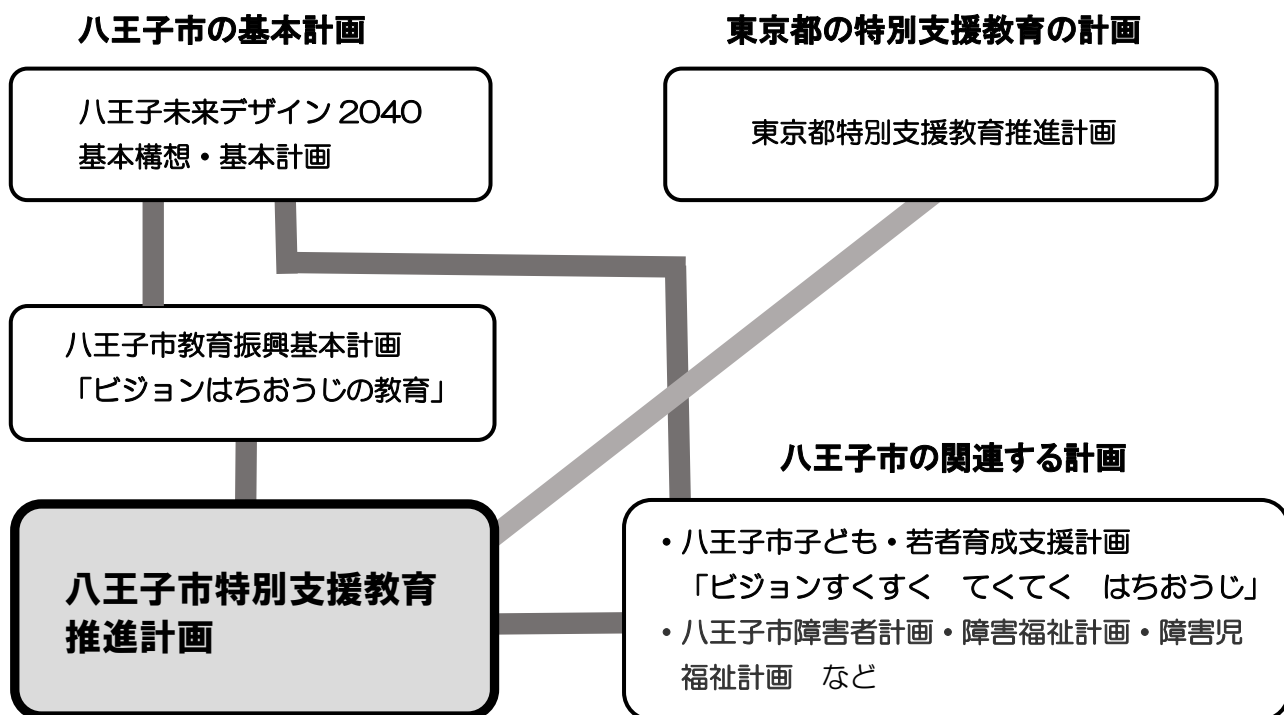 八王子市の基本計画
東京都の特別支援教育の計画
八王子未来デザイン 2040
基本構想・基本計画
東京都特別支援教育推進計画
八王子市教育振興基本計画
「ビジョンはちおうじの教育」
八王子市の関連する計画
八王子市特別支援教育
推進計画
・八王子市子ども・若者育成支援計画
「ビジョンすくすく　てくてく　はちおうじ」
・八王子市障害者計画・障害福祉計画・障害児
福祉計画　など